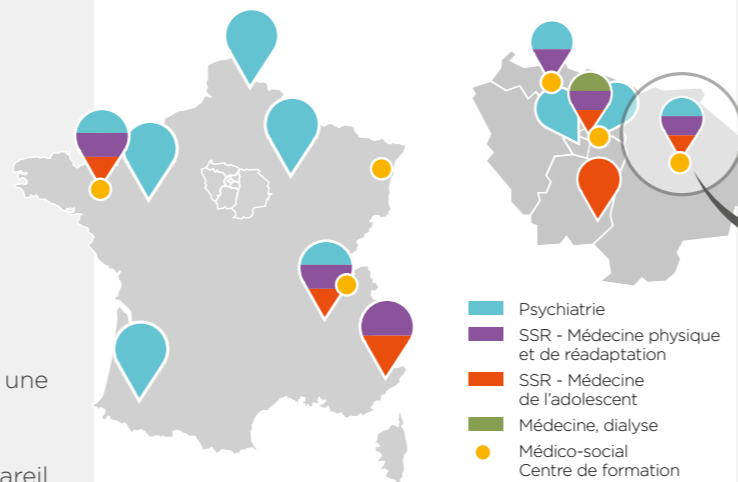 une
areil
Psychiatrie
SSR - Médecine physique
et de réadaptation
SSR - Médecine
de l'adolescent
Médecine, dialyse
Médico-social
Centre de formation